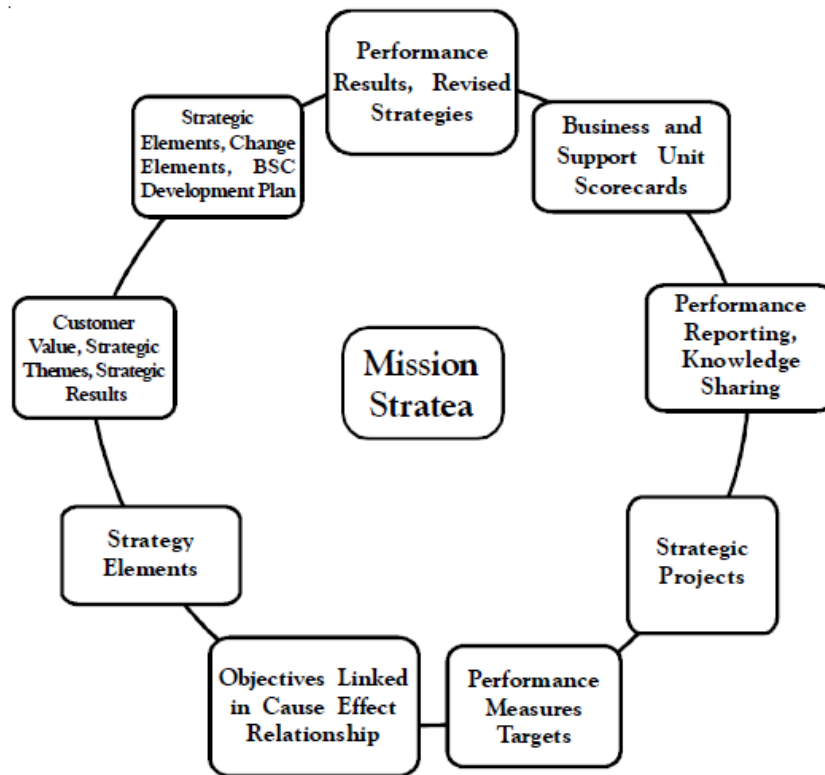 Performance
Results, Revised
Strategies
Business and
Support Unit
Scorecards
Performance
Reporting,
Knowledge
Sharing
Strategic
Projects
Performance
Measures
Targets
Objectives Linked
in Cause Effect
Relationship
Strategy
Elements
Customer
Value, Strategic
Themes, Strategic
Results
Strategic
Elements, Change
Elements, BSC
Development Plan
Mission
Stratea